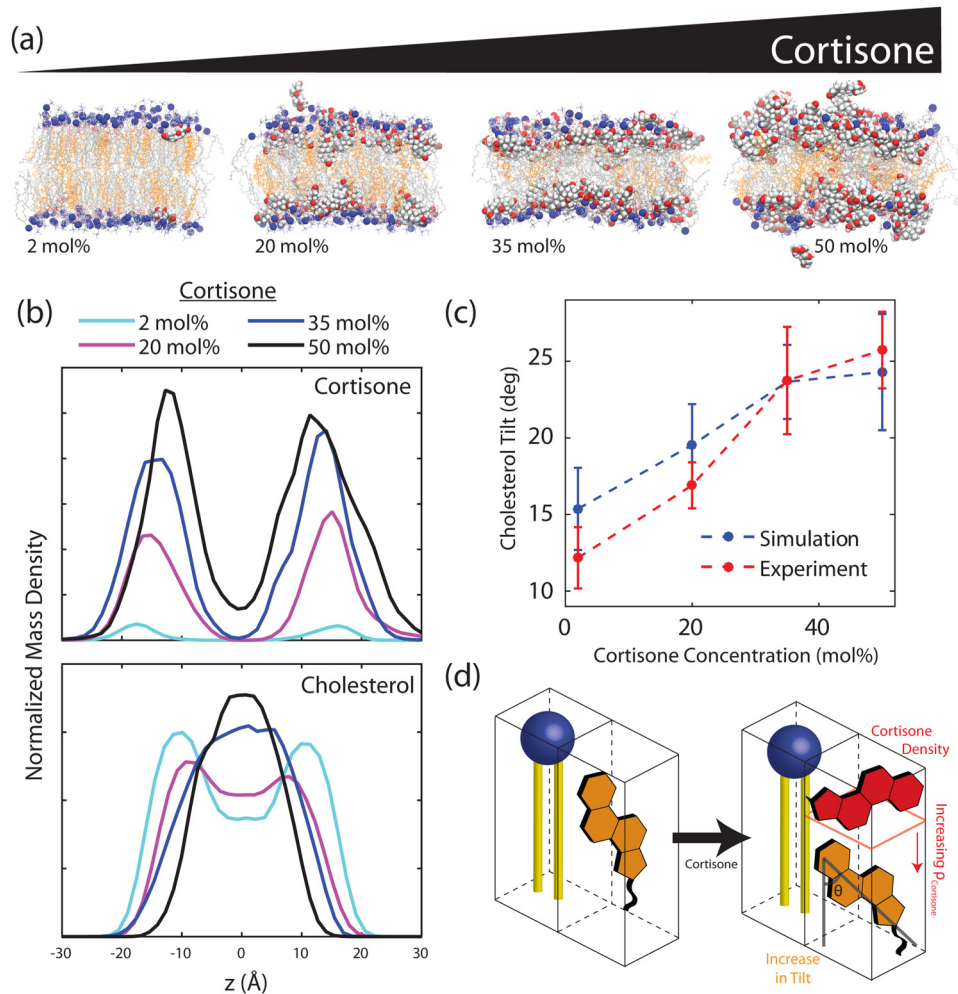 (a)
Cortisone
2 mol%
20 mol%
35 mol%
50 mol%
(b)
Cortisone
2 mol%
35 mol%
20 mol%
50 mol%
Normalized Mass Density
Cortisone
Cholesterol
-30
-20
-10
0
10
20
30
z (Å)
(c)
Cholesterol Tilt (deg)
25
20
15
10
Simulation
Experiment
0
20
40
Cortisone Concentration (mol%)
(d)
Cortisone
Cortisone
Density
Increasing ρCortisone
θ
Increase
in Tilt